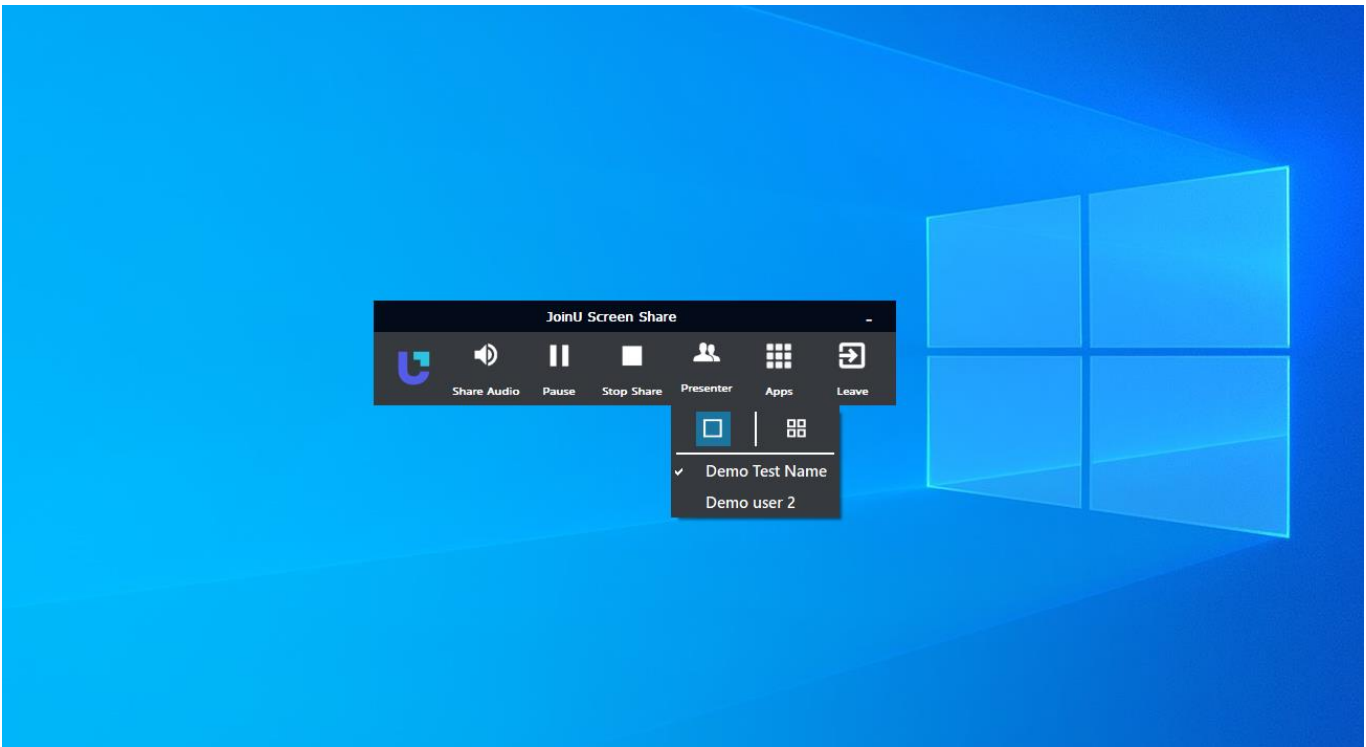 JoinU Screen Share
Share Audio Pause Stop Share Presenter Apps Leave
Demo Test Name
Demo user 2